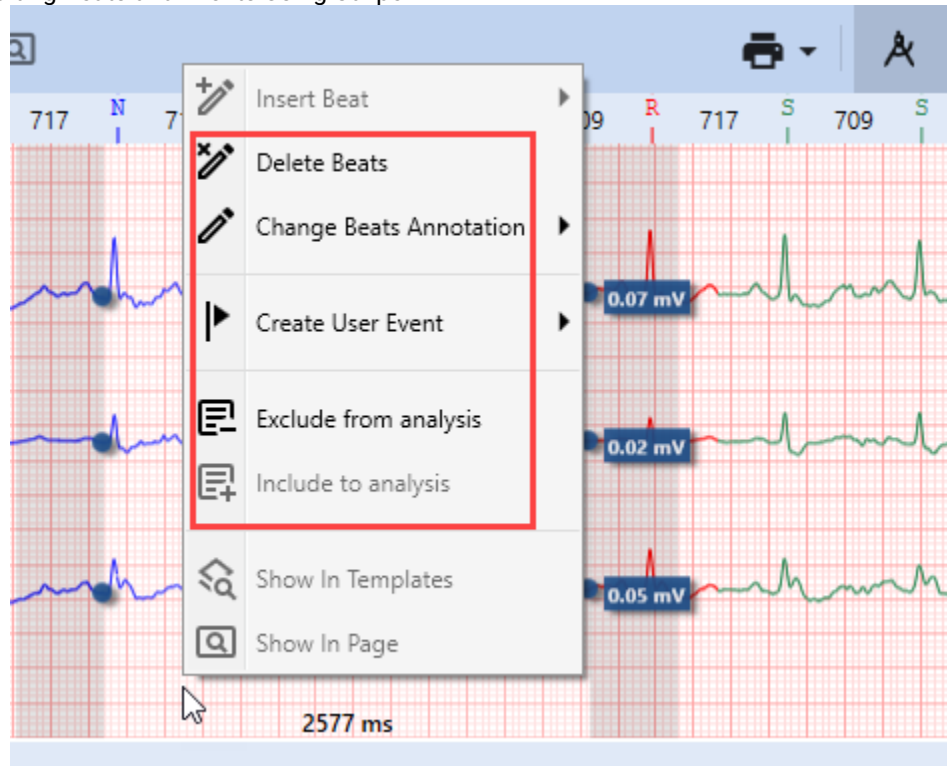 717 N 7 09 R 717 S 709 S
Insert Beat
Delete Beats
Change Beats Annotation
Create User Event
0.07 mV
Exclude from analysis
0.02 mV
Include to analysis
Show In Templates
0.05 mV
Show In Page
2577 ms